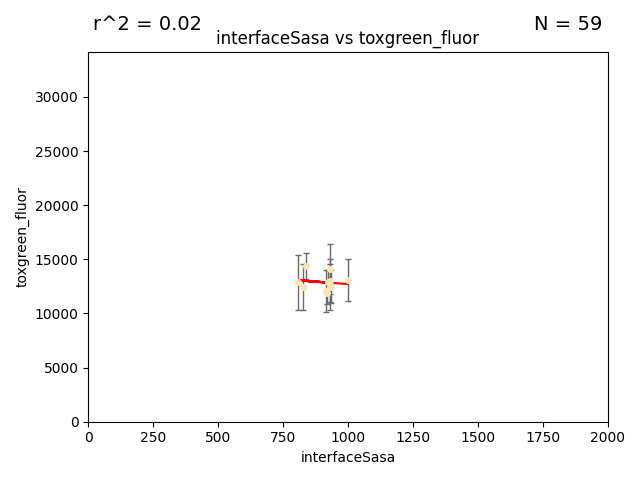 r^2 = 0.02
N = 59
interfaceSasa vs toxgreen_fluor
30000
25000
20000
15000
10000
5000
0
toxgreen_fluor
0 250 500 750 1000 1250 1500 1750 2000
interfaceSasa